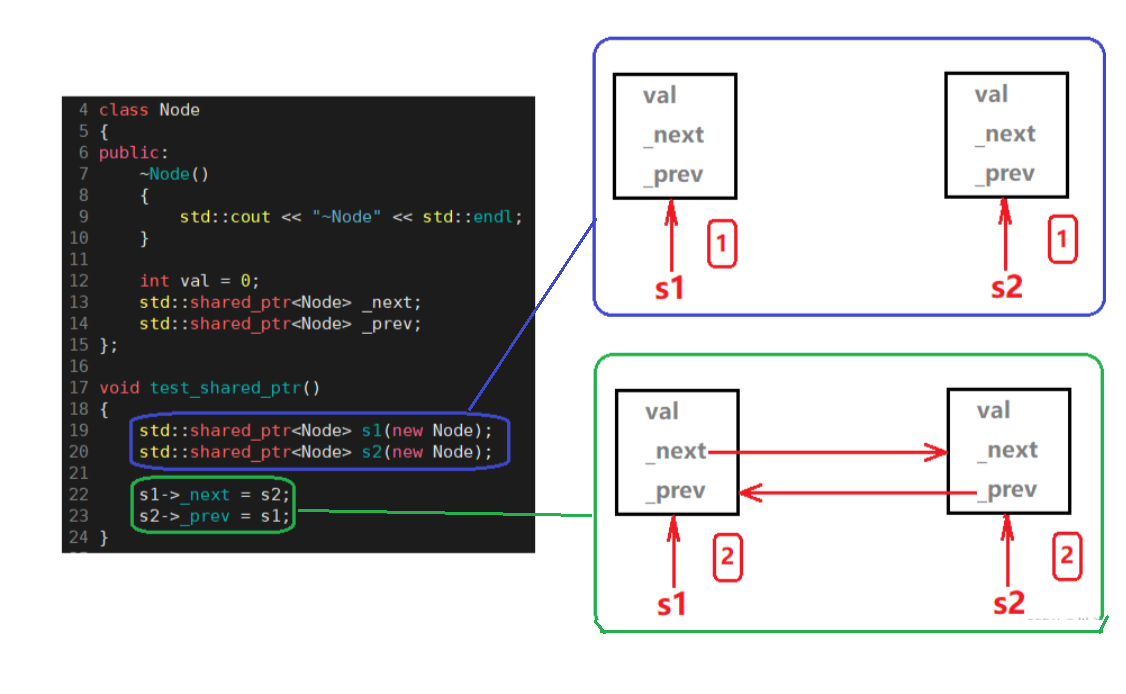 4 class Node
5 {
6 public:
7 ~Node()
8 {
9 std::cout << "~Node" << std::endl;
10 }
11
12 int val = 0;
13 std::shared_ptr<Node> _next;
14 std::shared_ptr<Node> _prev;
15 };
16
17 void test_shared_ptr()
18 {
19 std::shared_ptr<Node> s1(new Node);
20 std::shared_ptr<Node> s2(new Node);
21
22 s1->_next = s2;
23 s2->_prev = s1;
24 }
val
_next
_prev
1
s1
val
_next
_prev
1
s2
val
_next
_prev
2
s1
val
_next
_prev
2
s2